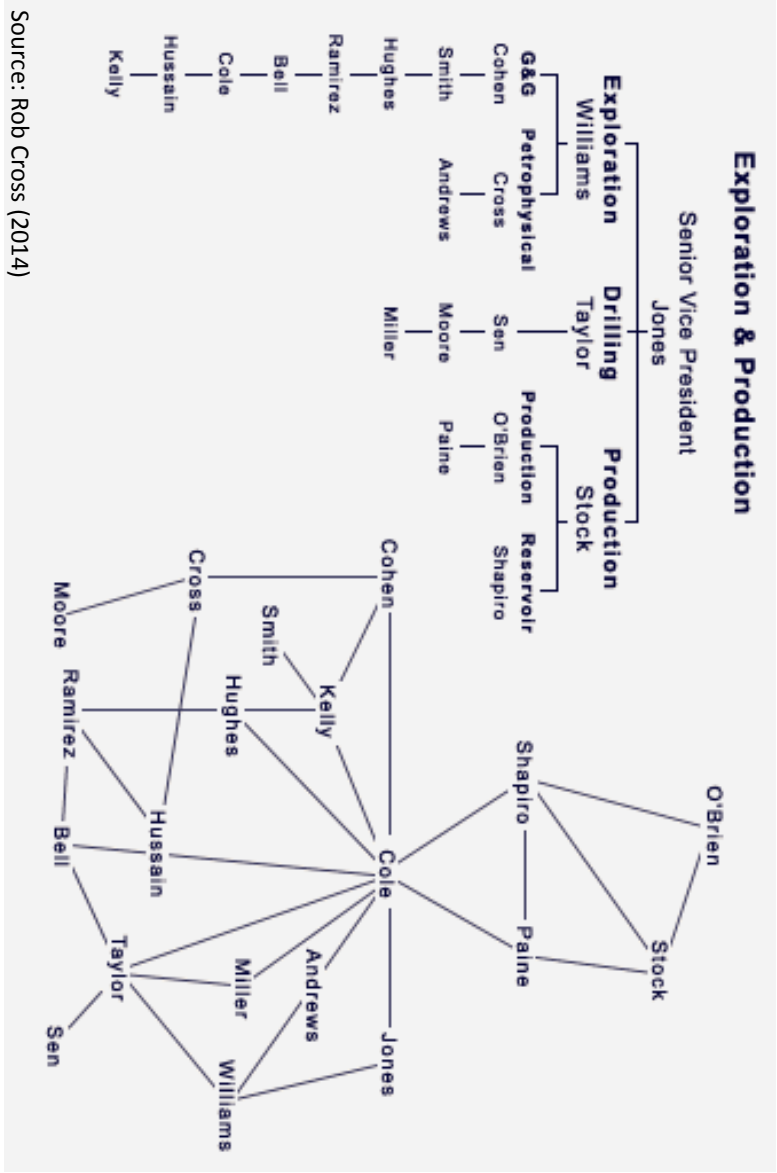 Exploration & Production
Senior Vice President
Jones
Exploration Drilling Production
Williams Taylor Stock
G&G Petrophysical Production Reservoir
Cohen Cross Sen O'Brien Shapiro
Smith Andrews Moore Paine
Hughes Miller
Ramirez
Bell
Cole
Hussain
Kelly
O'Brien
Stock
Shapiro Paine
Cohen Cole Jones
Kelly
Andrews
Smith
Hughes Miller
Williams
Cross
Hussain
Taylor
Ramirez Bell
Moore Sen
Source: Rob Cross (2014)